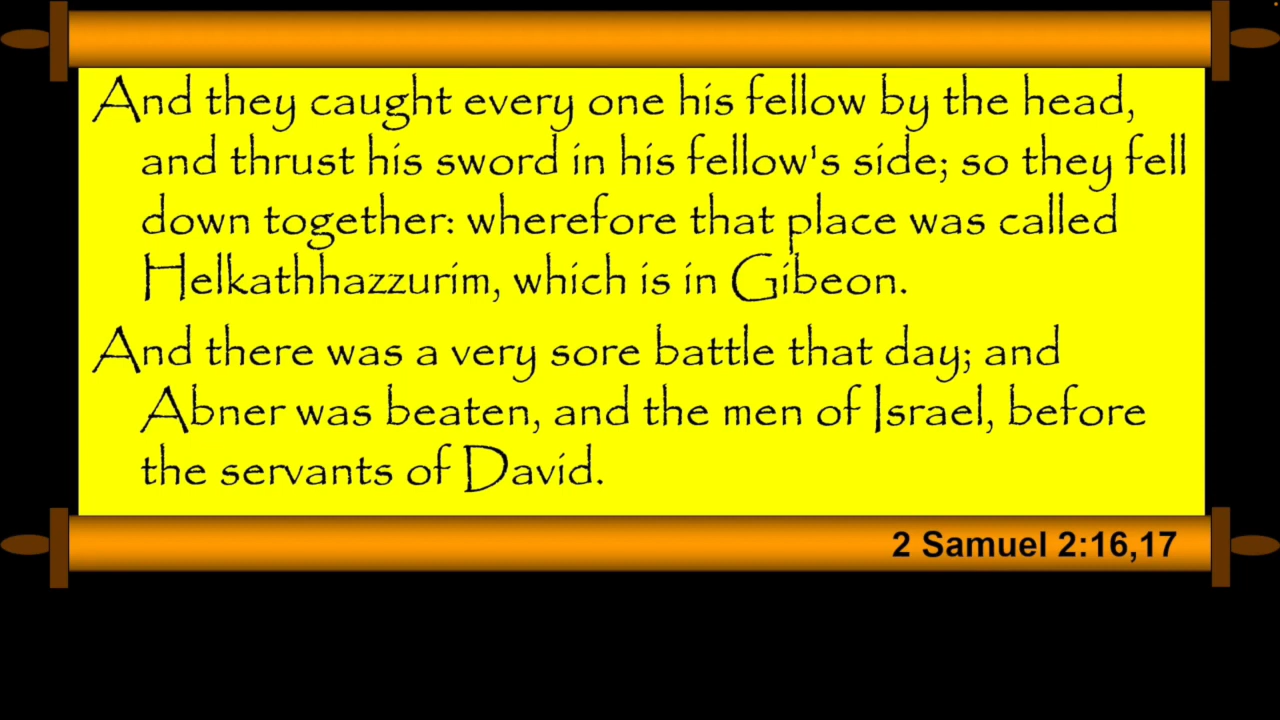 And they caught every one his fellow by the head,
and thrust his sword in his fellow's side; so they fell
down together: wherefore that place was called
Helkathhazzurim, which is in Gibeon.
And there was a very sore battle that day; and
Abner was beaten, and the men of Israel, before
the servants of David.
2 Samuel 2:16,17